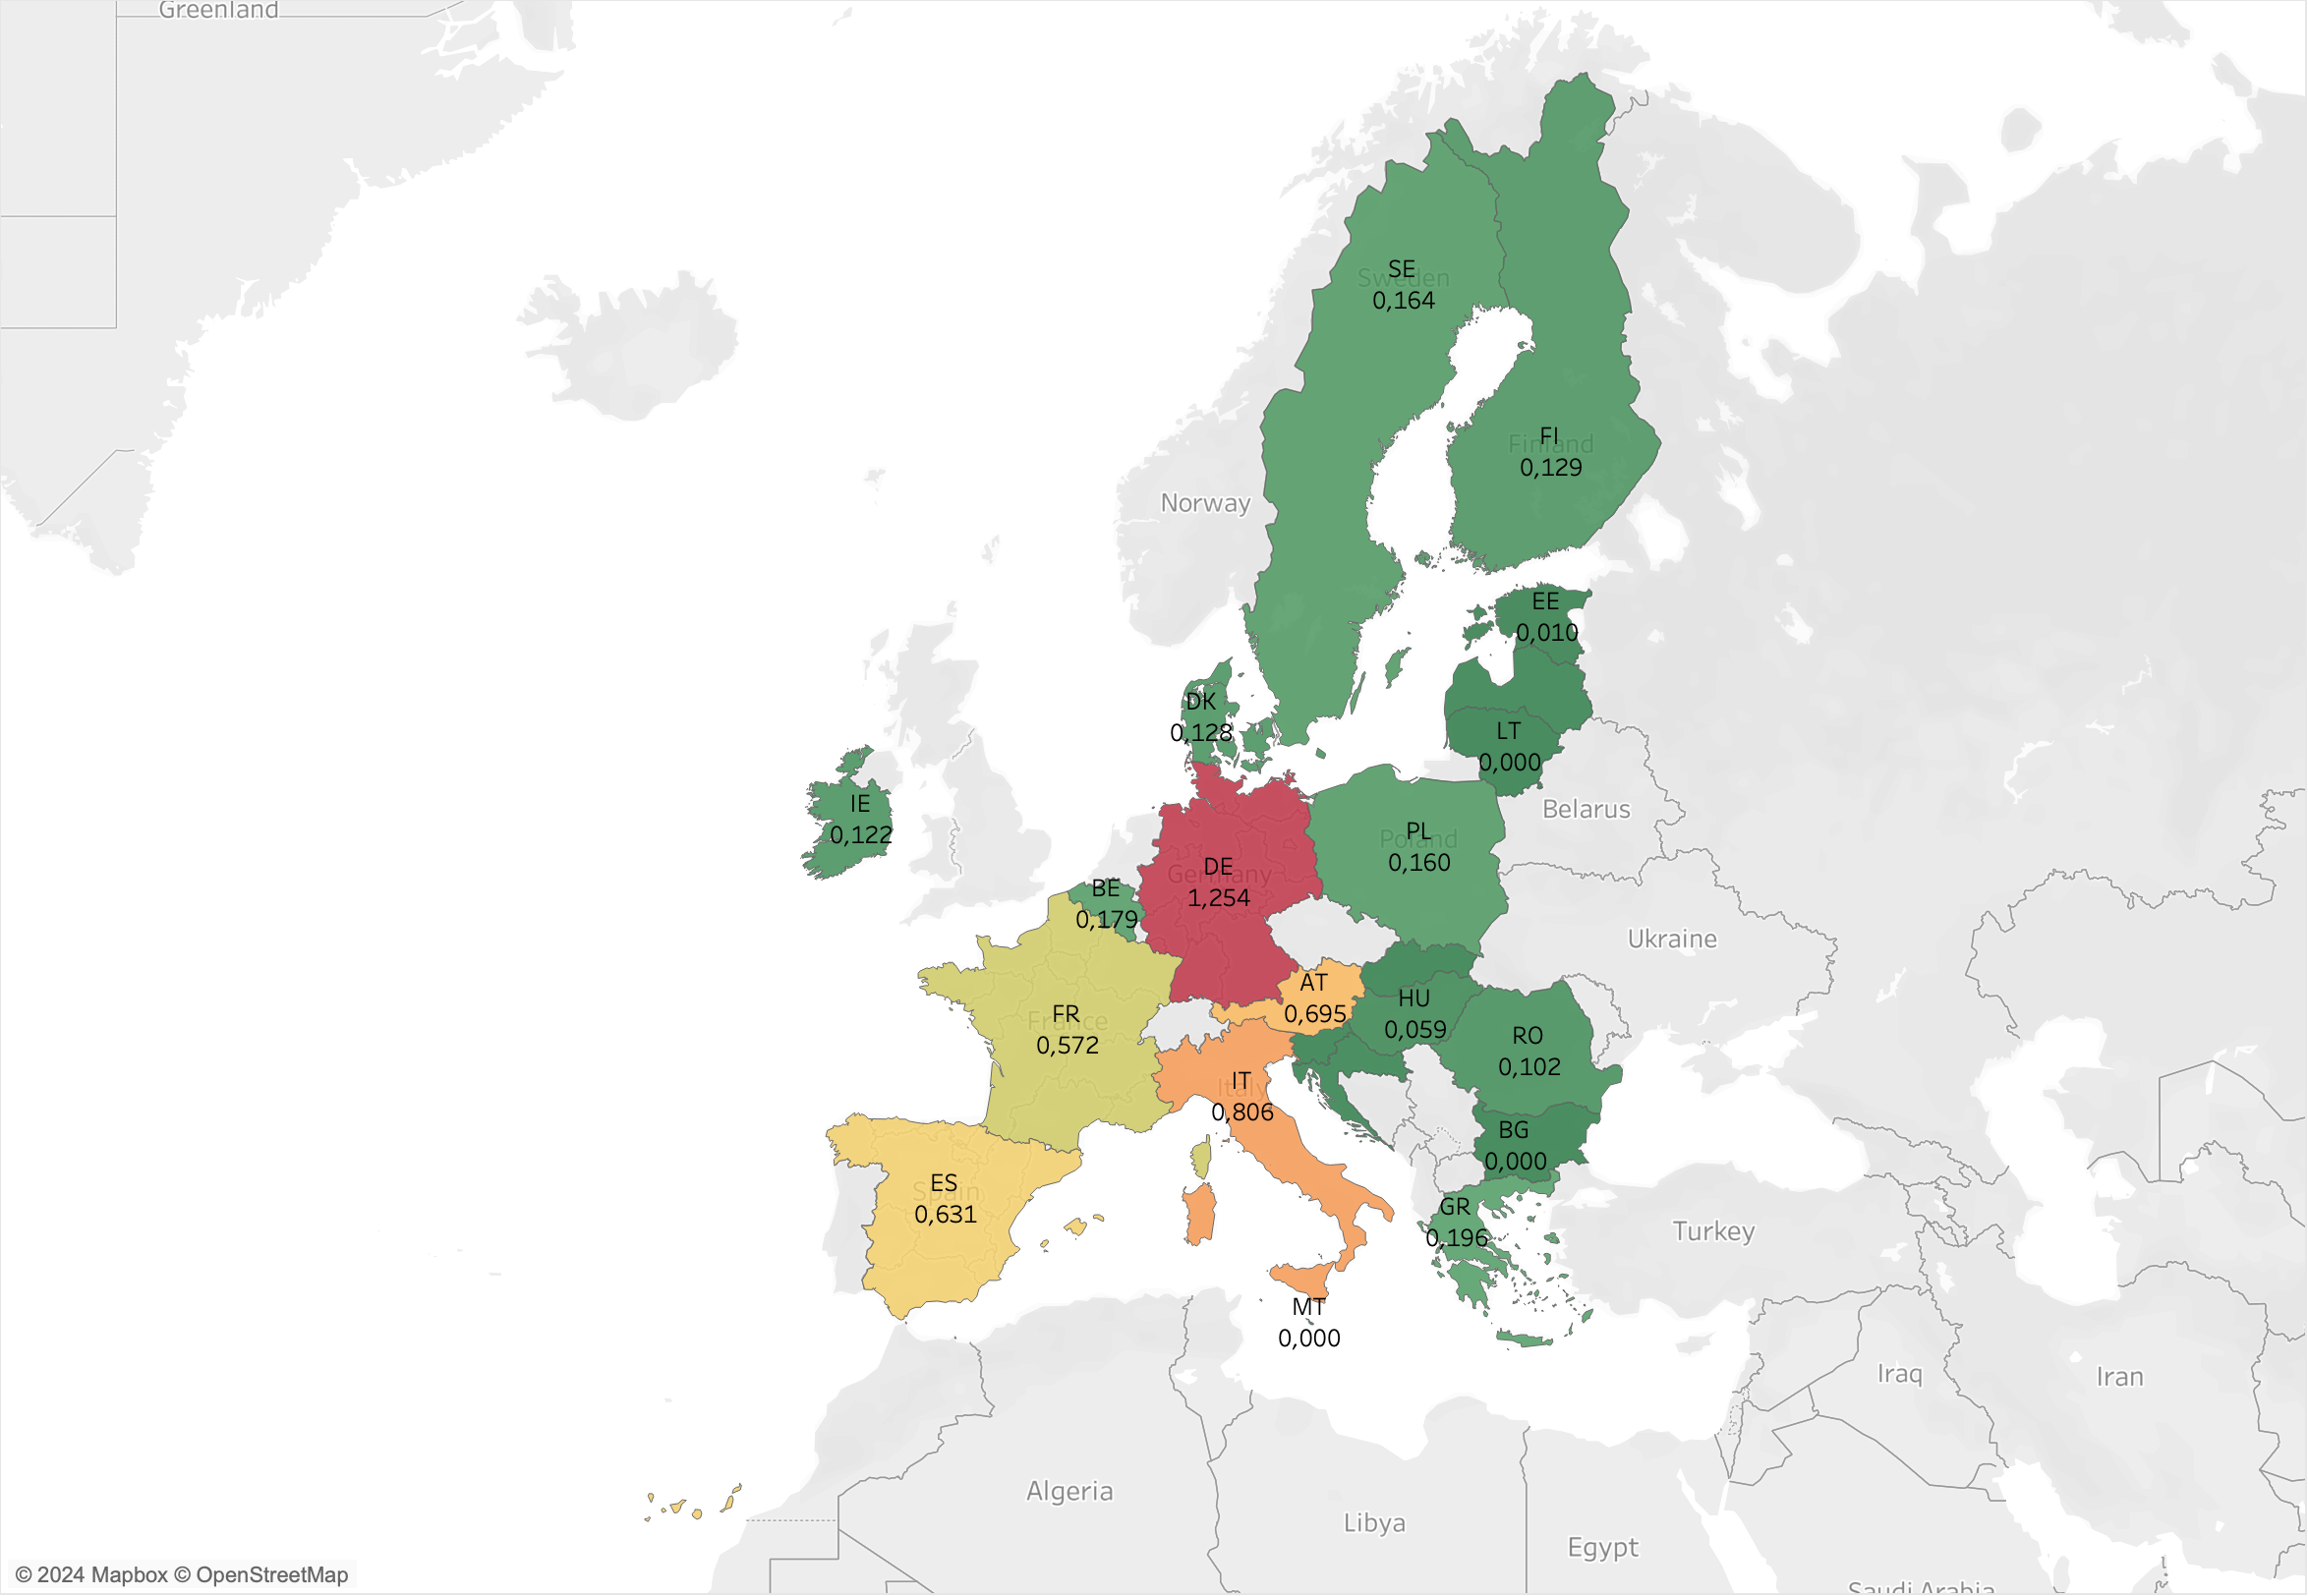 Greenland
SE
Sweden
0,164
FI
Finland
0,129
Norway
EE
0,010
DK
0,128
LT
0,000
IE
0,122
Belarus
PL
Poland
0,160
DE
Germany
1,254
BE
0,179
Ukraine
AT
0,695
HU
0,059
FR
France
0,572
RO
0,102
IT
Italy
0,806
BG
0,000
ES
Spain
0,631
GR
0,196
Turkey
MT
0,000
Iraq
Iran
Algeria
Libya
Egypt
Saudi Arabia
© 2024 Mapbox © OpenStreetMap